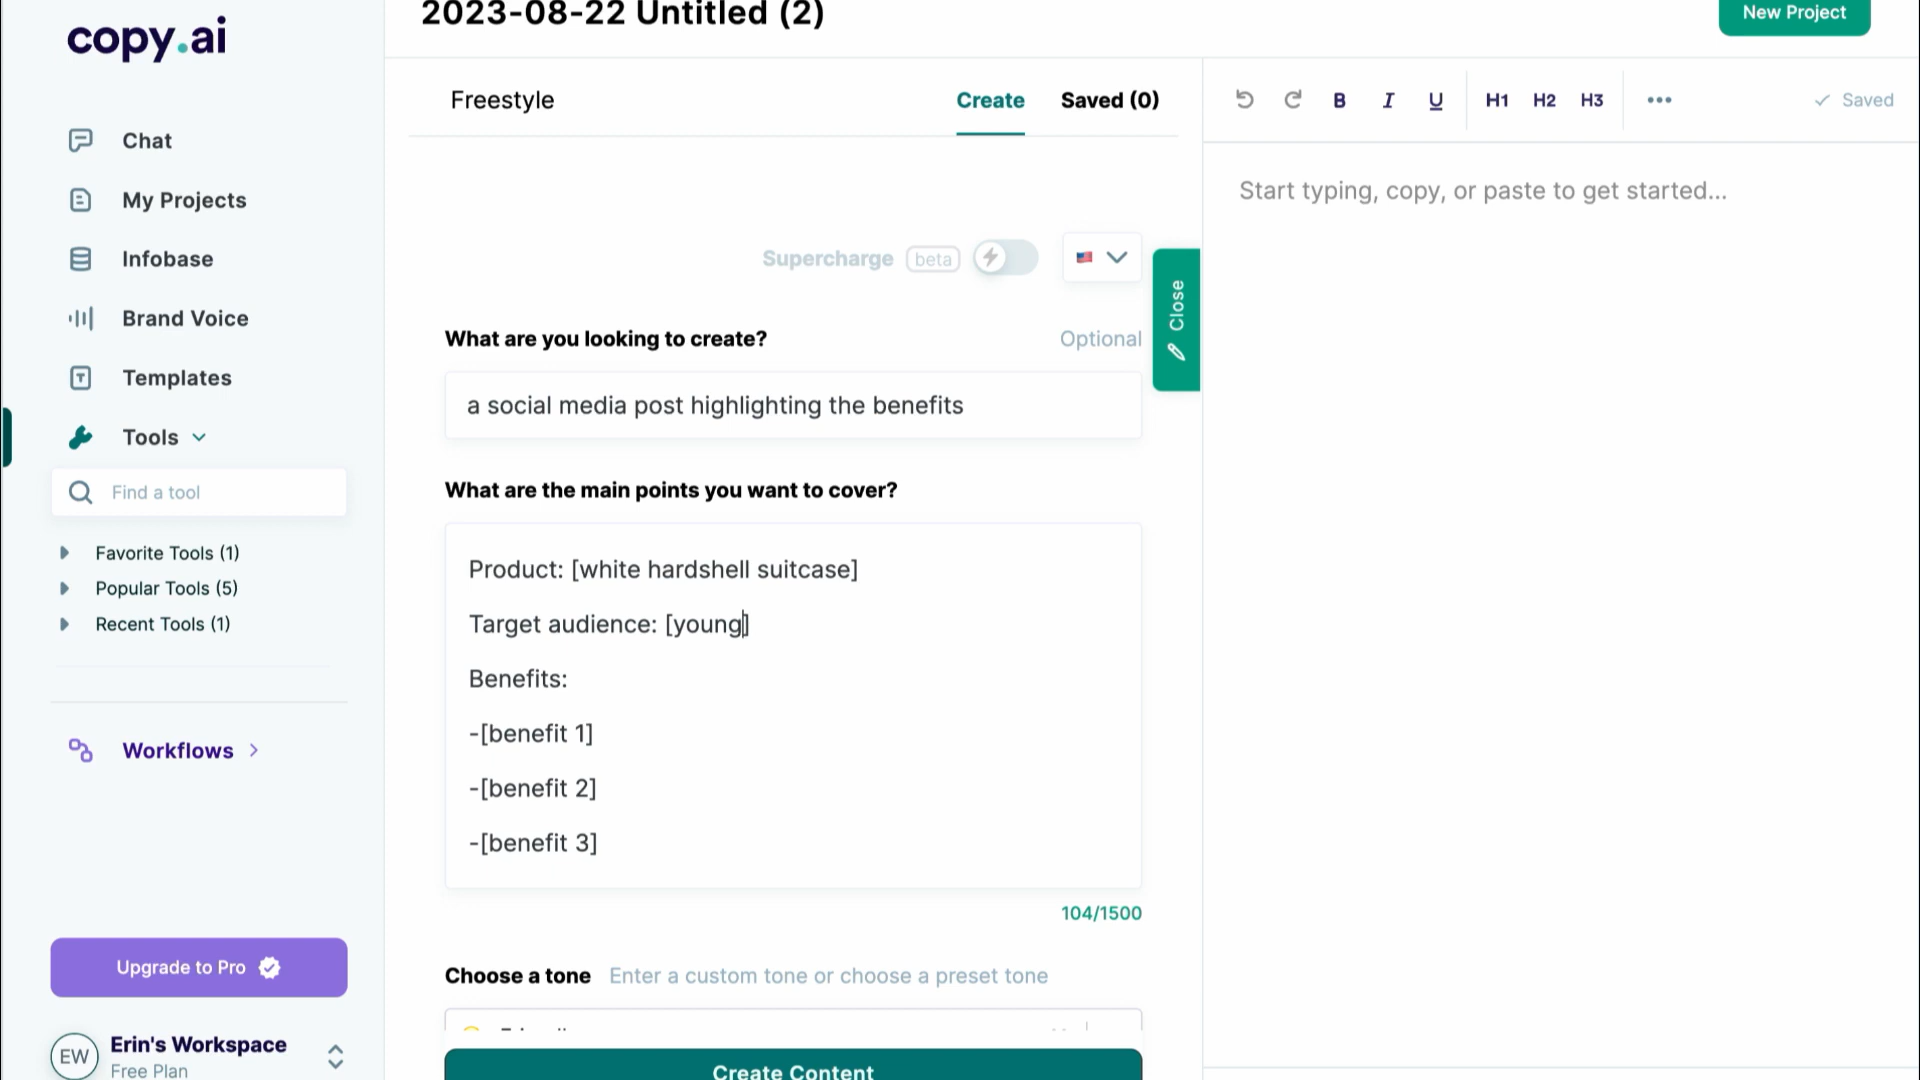 2023-08-22 Untitled (2)
New Project
copy.ai
Chat
My Projects
Infobase
Brand Voice
Templates
Tools
Find a tool
Favorite Tools (1)
Popular Tools (5)
Recent Tools (1)
Workflows
Upgrade to Pro
EW
Erin's Workspace
Free Plan
Freestyle
Create
Saved (0)
Supercharge beta
What are you looking to create?
Optional
a social media post highlighting the benefits
What are the main points you want to cover?
Product: [white hardshell suitcase]
Target audience: [young]
Benefits:
-[benefit 1]
-[benefit 2]
-[benefit 3]
104/1500
Choose a tone Enter a custom tone or choose a preset tone
Create Content
Close
B I U H1 H2 H3
Saved
Start typing, copy, or paste to get started...